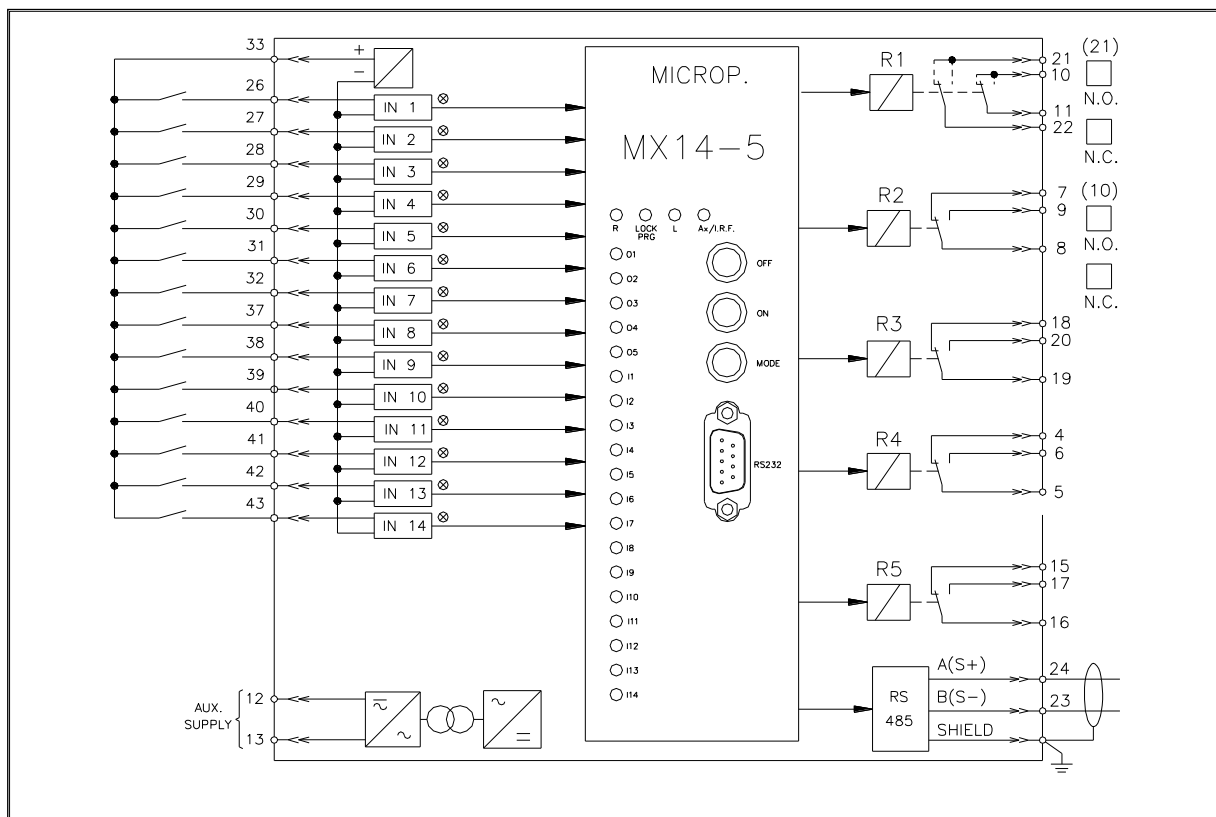 33
+
−
26
IN 1
27
IN 2
28
IN 3
29
IN 4
30
IN 5
31
IN 6
32
IN 7
37
IN 8
38
IN 9
39
IN 10
40
IN 11
41
IN 12
42
IN 13
43
IN 14
AUX.
SUPPLY
12
13
MICROP.
MX14-5
R
LOCK
PRG
L
Ax/I.R.F.
O1
O2
O3
O4
O5
I1
I2
I3
I4
I5
I6
I7
I8
I9
I10
I11
I12
I13
I14
OFF
ON
MODE
RS232
R1
21
10
11
22
(21)
N.O.
N.C.
R2
7
9
8
(10)
N.O.
N.C.
R3
18
20
19
R4
4
6
5
R5
15
17
16
RS
485
A(S+)
24
B(S-)
23
SHIELD